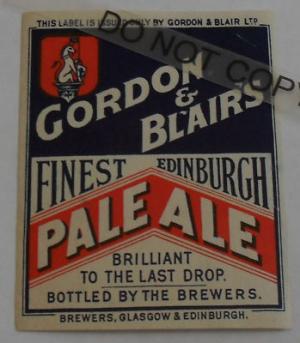 THIS LABEL IS ISSUED ONLY BY GORDON & BLAIR LTD
DO NOT COPY
GORDON
&
BLAIR'S
FINEST EDINBURGH
PALE ALE
BRILLIANT
TO THE LAST DROP.
BOTTLED BY THE BREWERS.
BREWERS, GLASGOW & EDINBURGH.